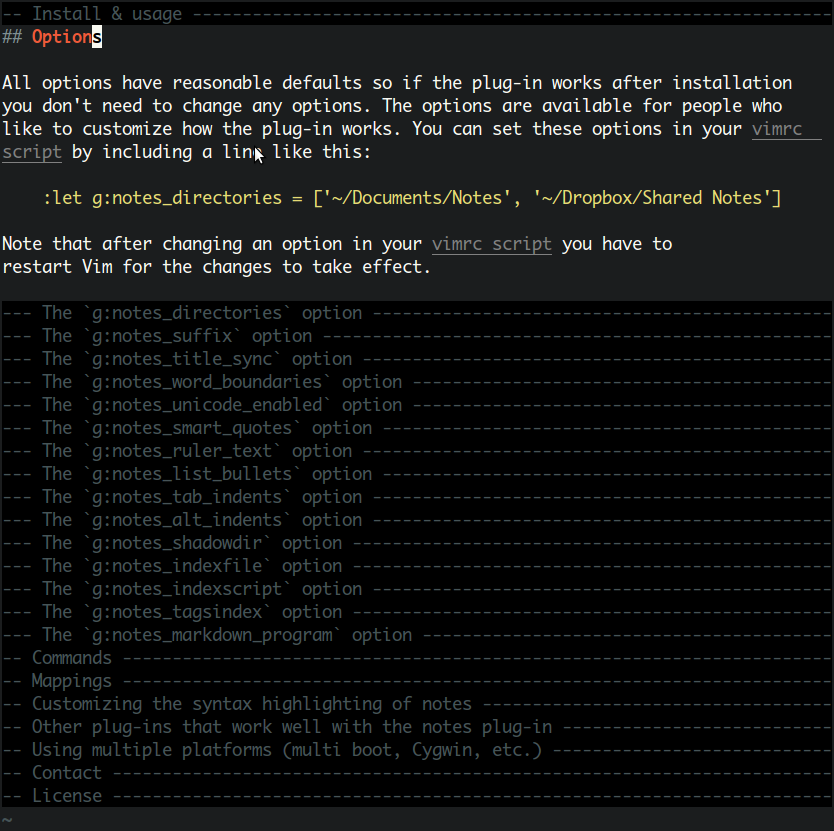 -- Install & usage ----------------------------------------------------------------
## Options
All options have reasonable defaults so if the plug-in works after installation
you don't need to change any options. The options are available for people who
like to customize how the plug-in works. You can set these options in your vimrc
script by including a line like this:
:let g:notes_directories = ['~/Documents/Notes', '~/Dropbox/Shared Notes']
Note that after changing an option in your vimrc script you have to
restart Vim for the changes to take effect.
--- The `g:notes_directories` option ----------------------------------------------
--- The `g:notes_suffix` option ---------------------------------------------------
--- The `g:notes_title_sync` option -----------------------------------------------
--- The `g:notes_word_boundaries` option ------------------------------------------
--- The `g:notes_unicode_enabled` option ------------------------------------------
--- The `g:notes_smart_quotes` option ---------------------------------------------
--- The `g:notes_ruler_text` option -----------------------------------------------
--- The `g:notes_list_bullets` option ---------------------------------------------
--- The `g:notes_tab_indents` option ----------------------------------------------
--- The `g:notes_alt_indents` option ----------------------------------------------
--- The `g:notes_shadowdir` option ------------------------------------------------
--- The `g:notes_indexfile` option ------------------------------------------------
--- The `g:notes_indexscript` option ----------------------------------------------
--- The `g:notes_tagsindex` option ------------------------------------------------
--- The `g:notes_markdown_program` option -----------------------------------------
-- Commands -----------------------------------------------------------------------
-- Mappings -----------------------------------------------------------------------
-- Customizing the syntax highlighting of notes -----------------------------------
-- Other plug-ins that work well with the notes plug-in ---------------------------
-- Using multiple platforms (multi boot, Cygwin, etc.) ----------------------------
-- Contact ------------------------------------------------------------------------
-- License ------------------------------------------------------------------------
~